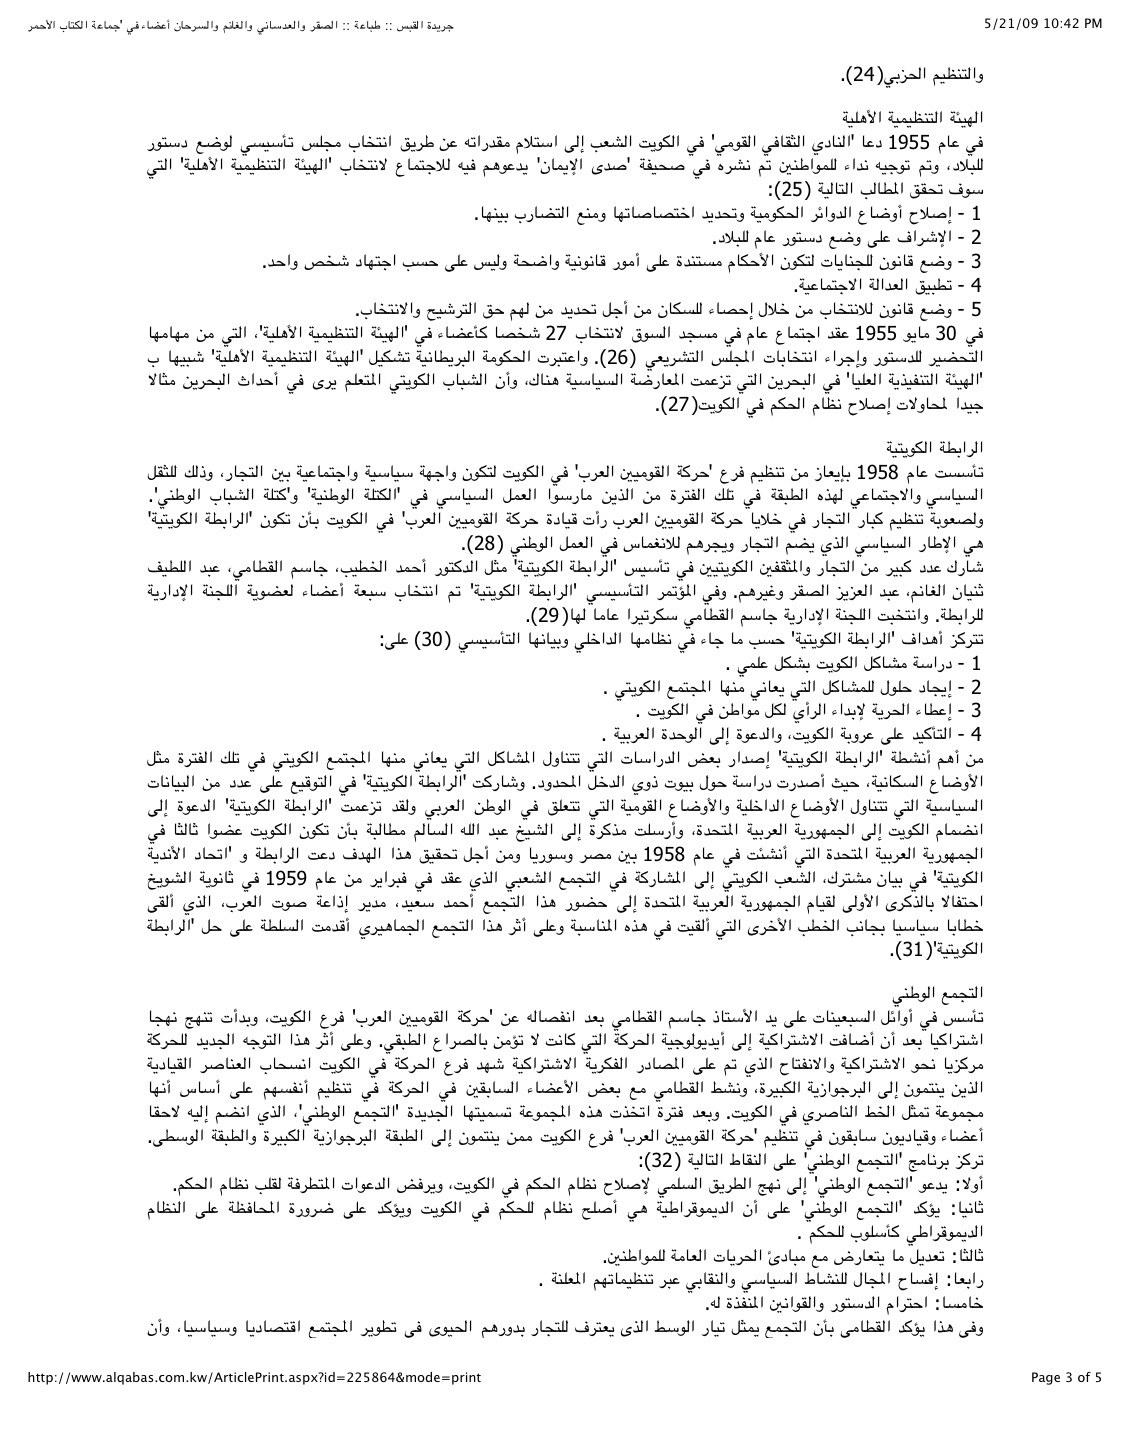 جريدة القبس :: طباعة :: الصقر والعدساني والغانم والسرحان أعضاء في 'جماعة الكتاب الأحمر
5/21/09 10:42 PM
والتنظيم الحزبي(24).
الهيئة التنظيمية الأهلية
في عام 1955 دعا 'النادي الثقافي القومي' في الكويت الشعب إلى استلام مقدراته عن طريق انتخاب مجلس تأسيسي لوضع دستور
للبلاد، وتم توجيه نداء للمواطنين تم نشره في صحيفة 'صدى الإيمان' يدعوهم فيه للاجتماع لانتخاب 'الهيئة التنظيمية الأهلية' التي
سوف تحقق المطالب التالية (25):
1 - إصلاح أوضاع الدوائر الحكومية وتحديد اختصاصاتها ومنع التضارب بينها.
2 - الإشراف على وضع دستور عام للبلاد.
3 - وضع قانون للجنايات لتكون الأحكام مستندة على أمور قانونية واضحة وليس على حسب اجتهاد شخص واحد.
4 - تطبيق العدالة الاجتماعية.
5 - وضع قانون للانتخاب من خلال إحصاء للسكان من أجل تحديد من لهم حق الترشيح والانتخاب.
في 30 مايو 1955 عقد اجتماع عام في مسجد السوق لانتخاب 27 شخصا كأعضاء في 'الهيئة التنظيمية الأهلية'، التي من مهامها
التحضير للدستور وإجراء انتخابات المجلس التشريعي (26). واعتبرت الحكومة البريطانية تشكيل 'الهيئة التنظيمية الأهلية' شبيها ب
'الهيئة التنفيذية العليا' في البحرين التي تزعمت المعارضة السياسية هناك، وأن الشباب الكويتي المتعلم يرى في أحداث البحرين مثالا
جيدا لمحاولات إصلاح نظام الحكم في الكويت(27).
الرابطة الكويتية
تأسست عام 1958 بإيعاز من تنظيم فرع 'حركة القوميين العرب' في الكويت لتكون واجهة سياسية واجتماعية بين التجار، وذلك للثقل
السياسي والاجتماعي لهذه الطبقة في تلك الفترة من الذين مارسوا العمل السياسي في 'الكتلة الوطنية' و'كتلة الشباب الوطني'.
ولصعوبة تنظيم كبار التجار في خلايا حركة القوميين العرب رأت قيادة حركة القوميين العرب' في الكويت بأن تكون 'الرابطة الكويتية'
هي الإطار السياسي الذي يضم التجار ويجرهم للانغماس في العمل الوطني (28).
شارك عدد كبير من التجار والمثقفين الكويتيين في تأسيس 'الرابطة الكويتية' مثل الدكتور أحمد الخطيب، جاسم القطامي، عبد اللطيف
ثنيان الغانم، عبد العزيز الصقر وغيرهم. وفي المؤتمر التأسيسي 'الرابطة الكويتية' تم انتخاب سبعة أعضاء لعضوية اللجنة الإدارية
للرابطة. وانتخبت اللجنة الإدارية جاسم القطامي سكرتيرا عاما لها(29).
تتركز أهداف 'الرابطة الكويتية' حسب ما جاء في نظامها الداخلي وبيانها التأسيسي (30) على:
1 - دراسة مشاكل الكويت بشكل علمي .
2 - إيجاد حلول للمشاكل التي يعاني منها المجتمع الكويتي .
3 - إعطاء الحرية لإبداء الرأي لكل مواطن في الكويت .
4 - التأكيد على عروبة الكويت، والدعوة إلى الوحدة العربية .
من أهم أنشطة 'الرابطة الكويتية' إصدار بعض الدراسات التي تتناول المشاكل التي يعاني منها المجتمع الكويتي في تلك الفترة مثل
الأوضاع السكانية، حيث أصدرت دراسة حول بيوت ذوي الدخل المحدود. وشاركت 'الرابطة الكويتية' في التوقيع على عدد من البيانات
السياسية التي تتناول الأوضاع الداخلية والأوضاع القومية التي تتعلق في الوطن العربي ولقد تزعمت 'الرابطة الكويتية' الدعوة إلى
انضمام الكويت إلى الجمهورية العربية المتحدة، وأرسلت مذكرة إلى الشيخ عبد الله السالم مطالبة بأن تكون الكويت عضوا ثالثا في
الجمهورية العربية المتحدة التي أنشئت في عام 1958 بين مصر وسوريا ومن أجل تحقيق هذا الهدف دعت الرابطة و 'اتحاد الأندية
الكويتية' في بيان مشترك، الشعب الكويتي إلى المشاركة في التجمع الشعبي الذي عقد في فبراير من عام 1959 في ثانوية الشويخ
احتفالا بالذكرى الأولى لقيام الجمهورية العربية المتحدة إلى حضور هذا التجمع أحمد سعيد، مدير إذاعة صوت العرب، الذي ألقى
خطابا سياسيا بجانب الخطب الأخرى التي ألقيت في هذه المناسبة وعلى أثر هذا التجمع الجماهيري أقدمت السلطة على حل 'الرابطة
الكويتية'(31).
التجمع الوطني
تأسس في أوائل السبعينات على يد الأستاذ جاسم القطامي بعد انفصاله عن 'حركة القوميين العرب' فرع الكويت، وبدأت تنهج نهجا
اشتراكيا بعد أن أضافت الاشتراكية إلى أيديولوجية الحركة التي كانت لا تؤمن بالصراع الطبقي. وعلى أثر هذا التوجه الجديد للحركة
مركزيا نحو الاشتراكية والانفتاح الذي تم على المصادر الفكرية الاشتراكية شهد فرع الحركة في الكويت انسحاب العناصر القيادية
الذين ينتمون إلى البرجوازية الكبيرة، ونشط القطامي مع بعض الأعضاء السابقين في الحركة في تنظيم أنفسهم على أساس أنها
مجموعة تمثل الخط الناصري في الكويت. وبعد فترة اتخذت هذه المجموعة تسميتها الجديدة 'التجمع الوطني'، الذي انضم إليه لاحقا
أعضاء وقياديون سابقون في تنظيم 'حركة القوميين العرب' فرع الكويت ممن ينتمون إلى الطبقة البرجوازية الكبيرة والطبقة الوسطى.
تركز برنامج 'التجمع الوطني' على النقاط التالية (32):
أولا: يدعو 'التجمع الوطني' إلى نهج الطريق السلمي لإصلاح نظام الحكم في الكويت، ويرفض الدعوات المتطرفة لقلب نظام الحكم.
ثانيا: يؤكد 'التجمع الوطني' على أن الديموقراطية هي أصلح نظام للحكم في الكويت ويؤكد على ضرورة المحافظة على النظام
الديموقراطي كأسلوب للحكم .
ثالثا: تعديل ما يتعارض مع مبادئ الحريات العامة للمواطنين.
رابعا: إفساح المجال للنشاط السياسي والنقابي عبر تنظيماتهم المعلنة .
خامسا: احترام الدستور والقوانين المنفذة له.
وفي هذا يؤكد القطامي بأن التجمع يمثل تيار الوسط الذي يعترف للتجار بدورهم الحيوي في تطوير المجتمع اقتصاديا وسياسيا، وأن
http://www.alqabas.com.kw/ArticlePrint.aspx?id=225864&mode=print
Page 3 of 5